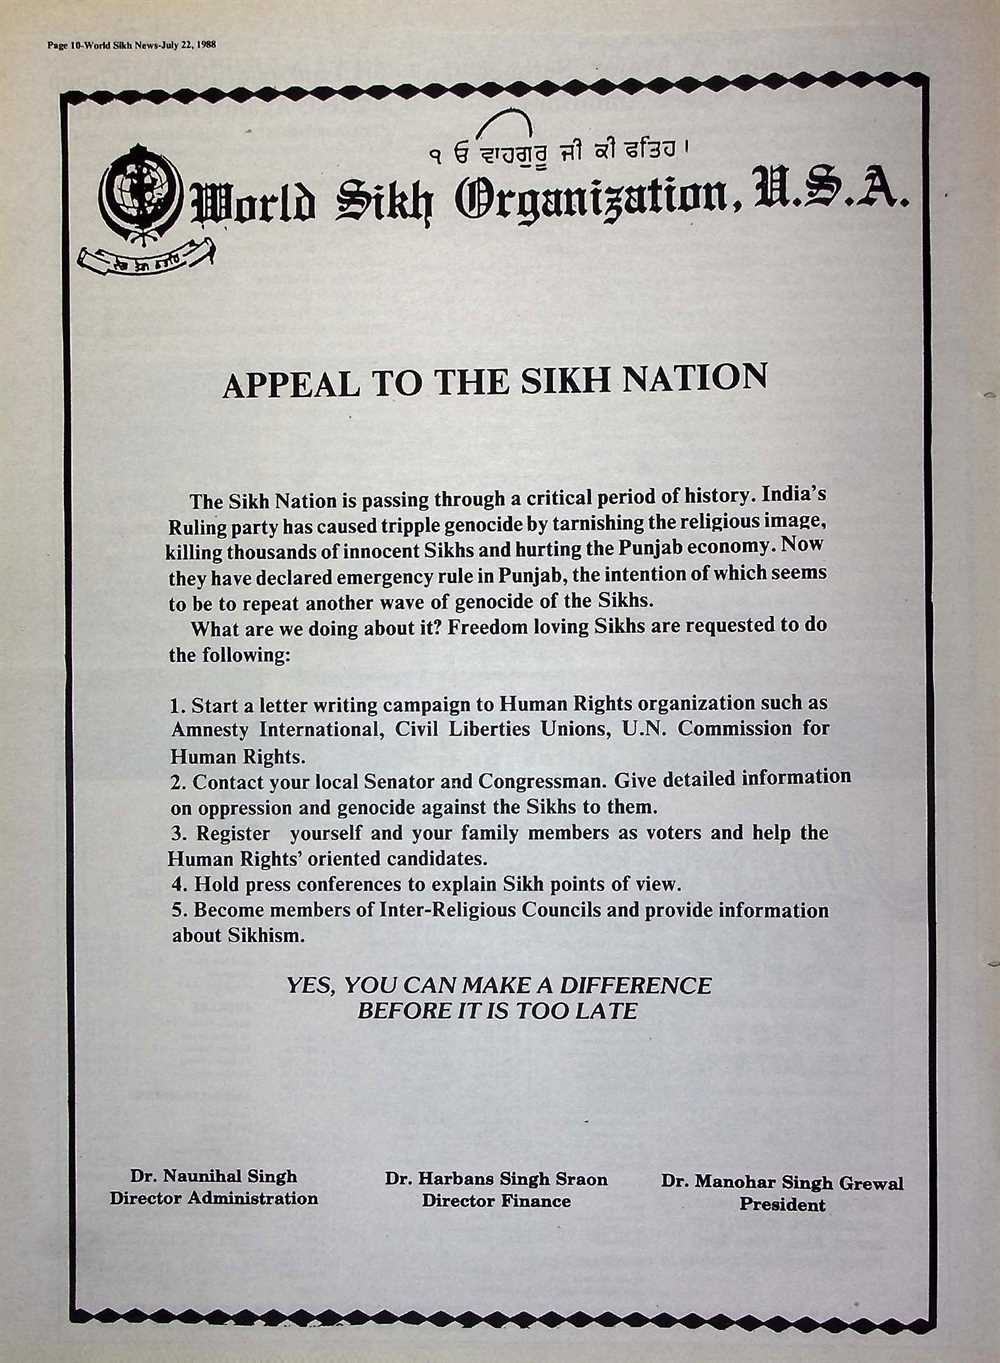 Page 10-World Sikh News-July 22, 1988
੧ ਓ ਵਾਹਗੁਰੂ ਜੀ ਕੀ ਫਤਿਹ।
World Sikh Organization, U.S.A.
ਦੇਗ ਤੇਗ ਫਤਹਿ
APPEAL TO THE SIKH NATION
The Sikh Nation is passing through a critical period of history. India's
Ruling party has caused tripple genocide by tarnishing the religious image,
killing thousands of innocent Sikhs and hurting the Punjab economy. Now
they have declared emergency rule in Punjab, the intention of which seems
to be to repeat another wave of genocide of the Sikhs.
What are we doing about it? Freedom loving Sikhs are requested to do
the following:
1. Start a letter writing campaign to Human Rights organization such as
Amnesty International, Civil Liberties Unions, U.N. Commission for
Human Rights.
2. Contact your local Senator and Congressman. Give detailed information
on oppression and genocide against the Sikhs to them.
3. Register yourself and your family members as voters and help the
Human Rights' oriented candidates.
4. Hold press conferences to explain Sikh points of view.
5. Become members of Inter-Religious Councils and provide information
about Sikhism.
YES, YOU CAN MAKE A DIFFERENCE
BEFORE IT IS TOO LATE
Dr. Naunihal Singh
Director Administration
Dr. Harbans Singh Sraon
Director Finance
Dr. Manohar Singh Grewal
President